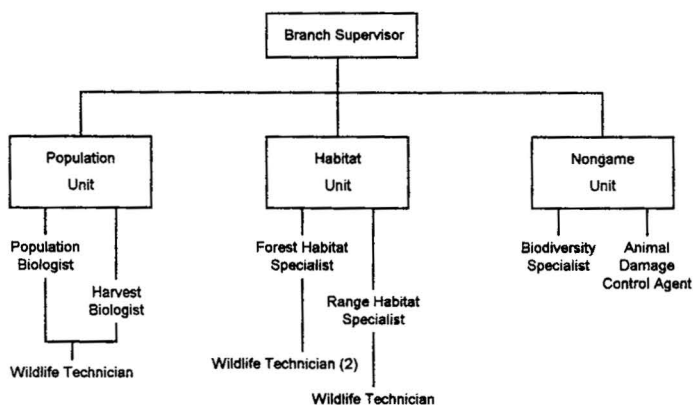 Branch Supervisor
Population
Unit
Habitat
Unit
Nongame
Unit
Population
Biologist
Harvest
Biologist
Wildlife Technician
Forest Habitat
Specialist
Range Habitat
Specialist
Wildlife Technician (2)
Wildlife Technician
Biodiversity
Specialist
Animal
Damage
Control Agent